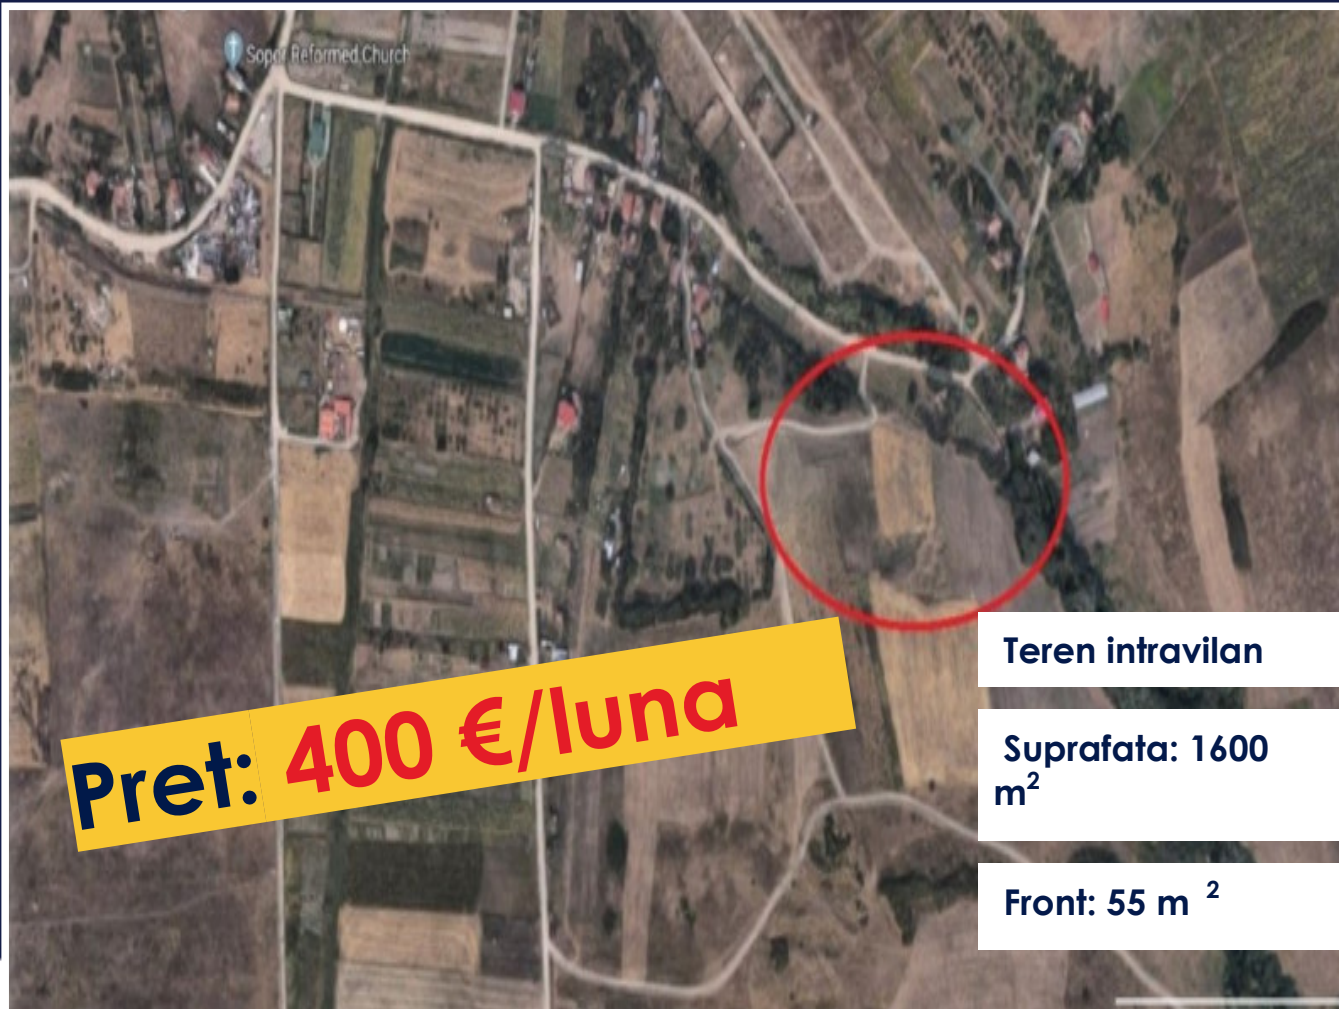 Sopor Reformed Church
Pret: 400 €/luna
Teren intravilan
Suprafata: 1600
m²
Front: 55 m ²